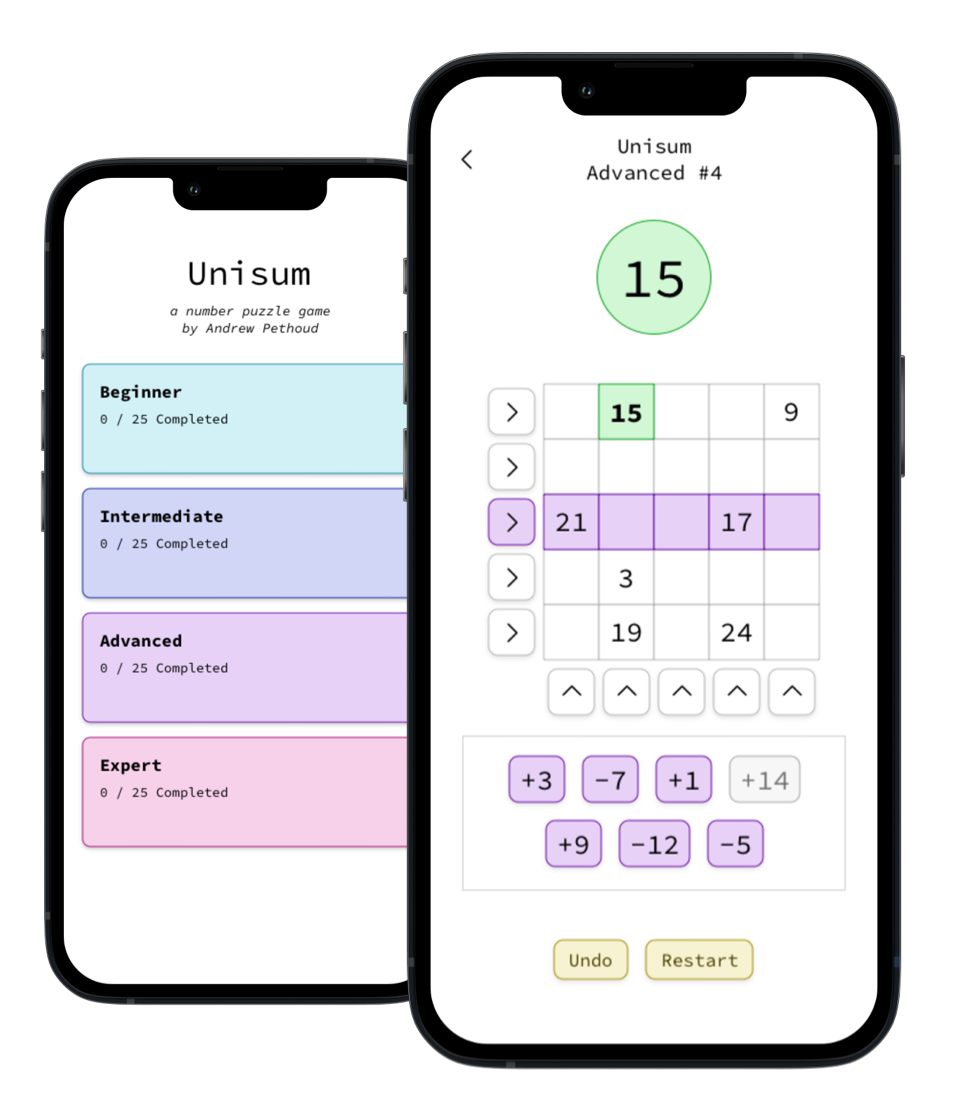 Unisum
a number puzzle game
by Andrew Pethoud
Beginner
0 / 25 Completed
Intermediate
0 / 25 Completed
Advanced
0 / 25 Completed
Expert
0 / 25 Completed
Unisum
Advanced #4
15
15 9
21 17
3
19 24
+3 −7 +1 +14
+9 −12 −5
Undo Restart